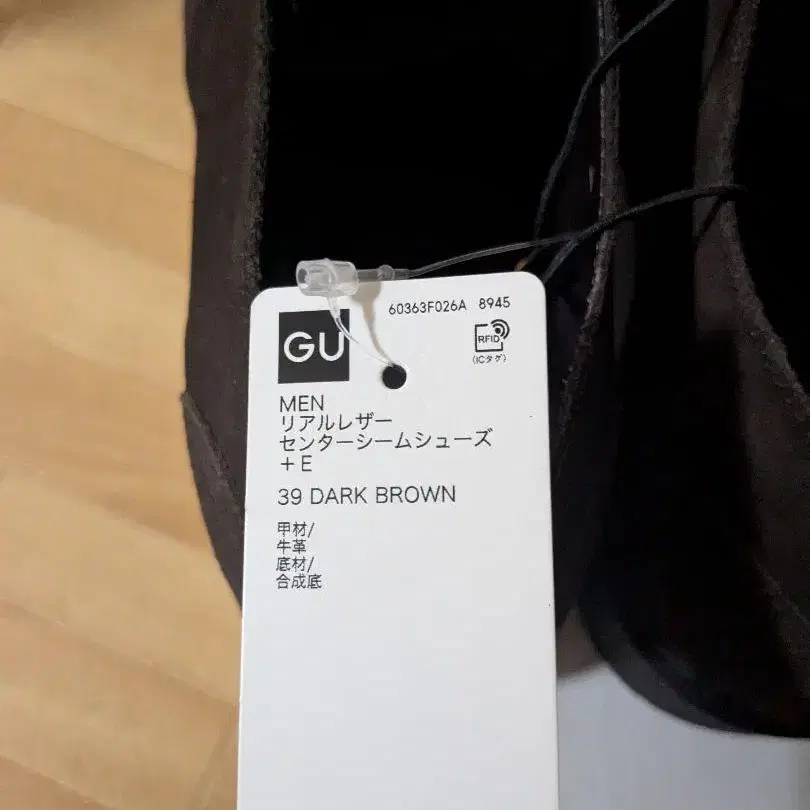 60363F026A 8945
GU
RFID
(ICタグ)
MEN
リアルレザー
センターシームシューズ
+E
39 DARK BROWN
甲材/
牛革
底材/
合成底